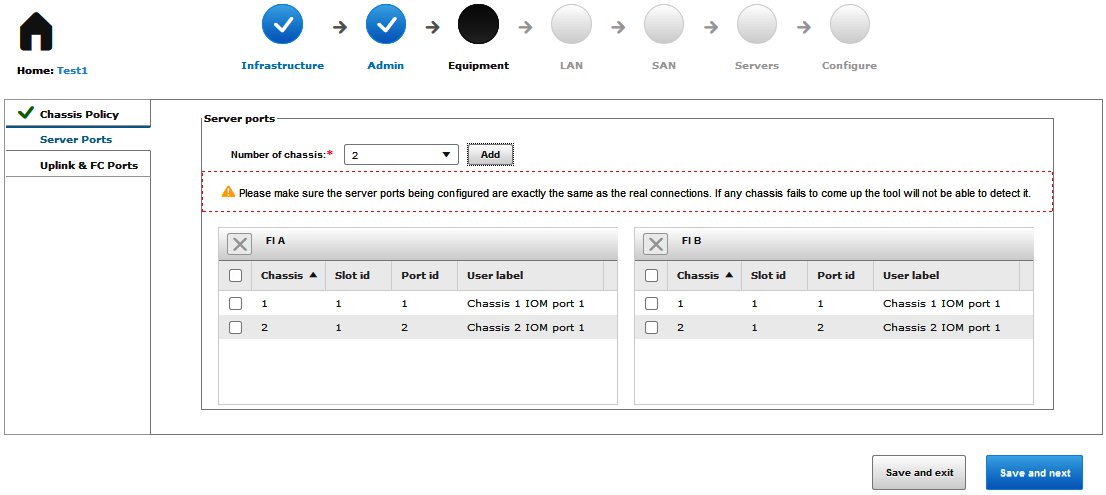 Home: Test1
Infrastructure Admin Equipment LAN SAN Servers Configure
Chassis Policy
Server Ports
Uplink & FC Ports
Server ports
Number of chassis:* 2 Add
Please make sure the server ports being configured are exactly the same as the real connections. If any chassis fails to come up the tool will not be able to detect it.
FI A
Chassis Slot id Port id User label
1 1 1 Chassis 1 IOM port 1
2 1 2 Chassis 2 IOM port 1
FI B
Chassis Slot id Port id User label
1 1 1 Chassis 1 IOM port 1
2 1 2 Chassis 2 IOM port 1
Save and exit Save and next